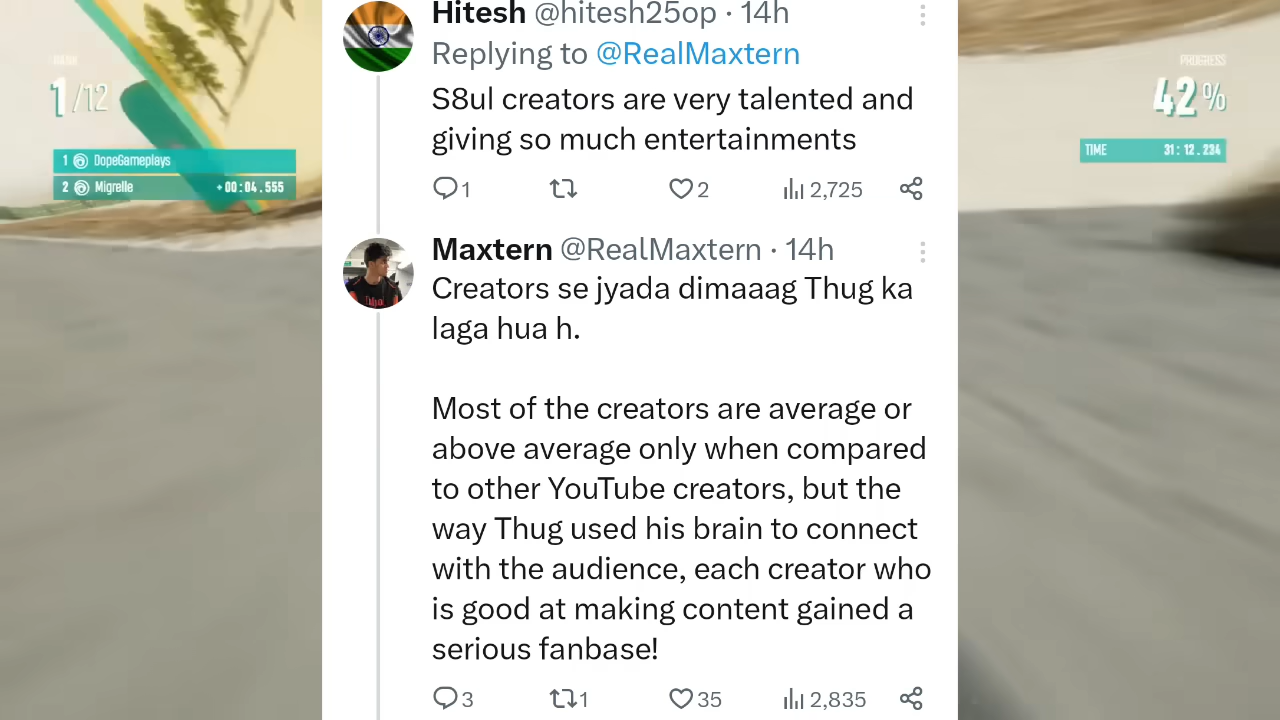 RANK
1/12
1 DopeGameplays
2 Migrelle +00:04.555
Hitesh @hitesh25op · 14h
Replying to @RealMaxtern
S8ul creators are very talented and
giving so much entertainments
1 2 2,725
Maxtern @RealMaxtern · 14h
Creators se jyada dimaaag Thug ka
laga hua h.
Most of the creators are average or
above average only when compared
to other YouTube creators, but the
way Thug used his brain to connect
with the audience, each creator who
is good at making content gained a
serious fanbase!
3 1 35 2,835
PROGRESS
42%
TIME 31:12.234